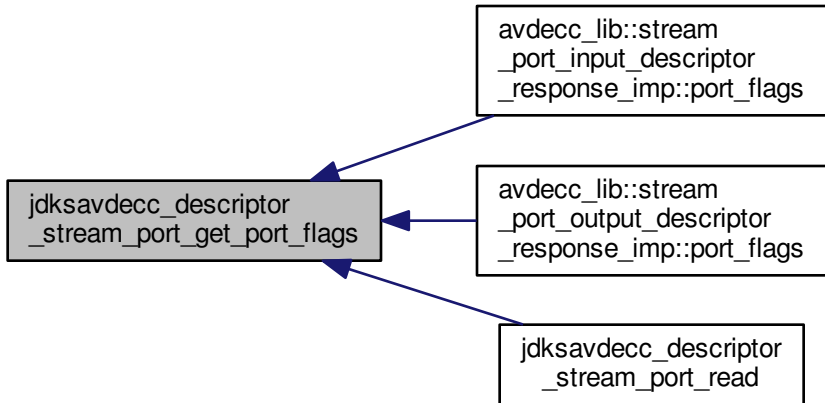 avdecc_lib::stream
_port_input_descriptor
_response_imp::port_flags
jdksavdecc_descriptor
_stream_port_get_port_flags
avdecc_lib::stream
_port_output_descriptor
_response_imp::port_flags
jdksavdecc_descriptor
_stream_port_read